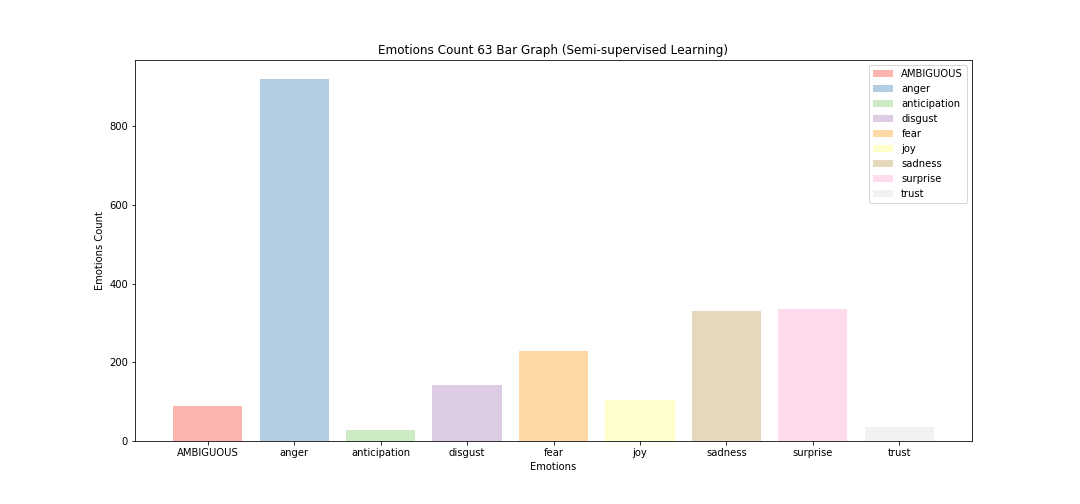 Emotions Count 63 Bar Graph (Semi-supervised Learning)
AMBIGUOUS
anger
anticipation
disgust
fear
joy
sadness
surprise
trust
800
600
400
200
0
Emotions Count
AMBIGUOUS anger anticipation disgust fear joy sadness surprise trust
Emotions